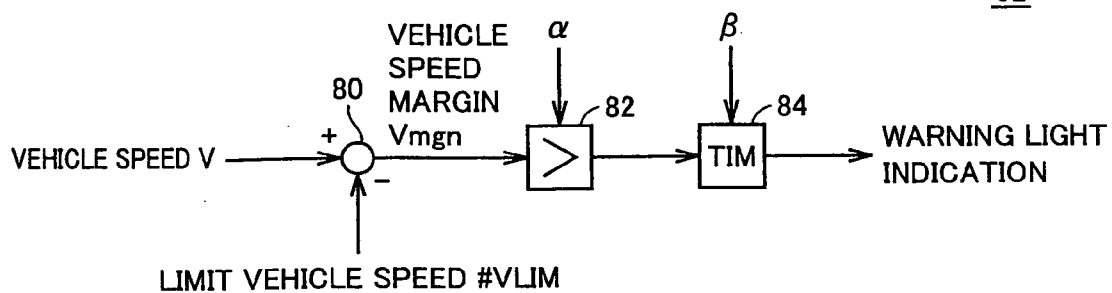 VEHICLE
SPEED
MARGIN
Vmgn
α
β
80
82
84
+
−
>
TIM
VEHICLE SPEED V
WARNING LIGHT
INDICATION
LIMIT VEHICLE SPEED #VLIM